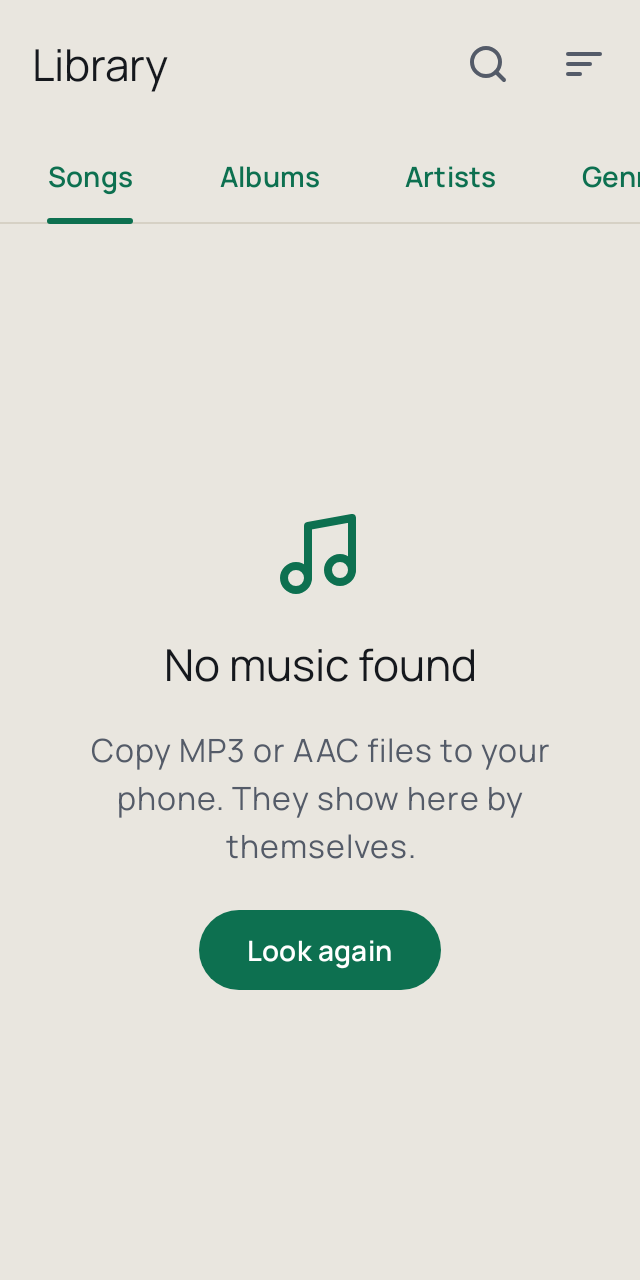 Library
Songs Albums Artists Genr
No music found
Copy MP3 or AAC files to your
phone. They show here by
themselves.
Look again